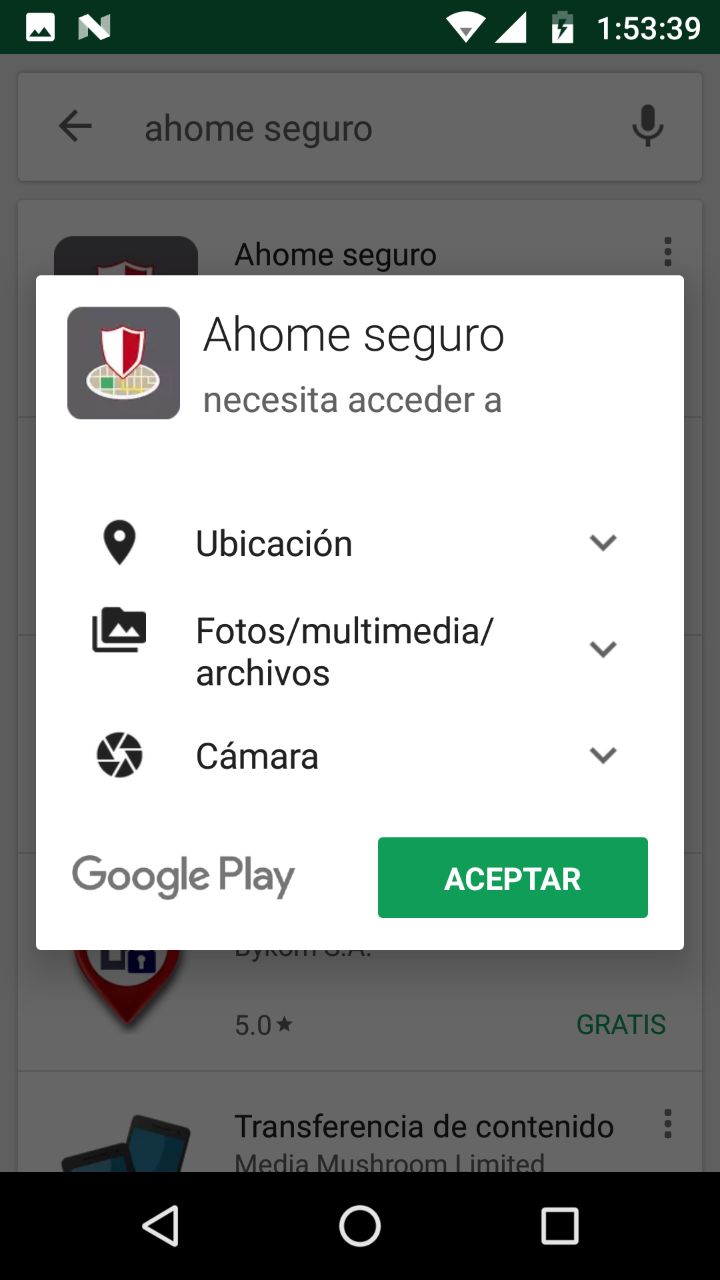 1:53:39
ahome seguro
Ahome seguro
Ahome seguro
necesita acceder a
Ubicación
Fotos/multimedia/
archivos
Cámara
Google Play
ACEPTAR
Bykom S.A.
5.0★
GRATIS
Transferencia de contenido
Media Mushroom Limited